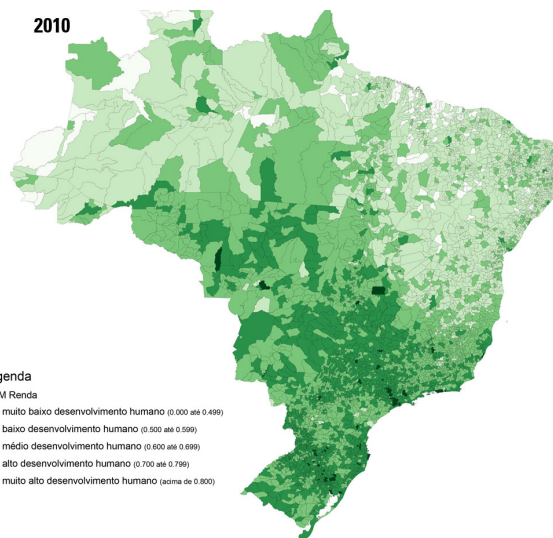 2010
genda
M Renda
muito baixo desenvolvimento humano (0.000 até 0.499)
baixo desenvolvimento humano (0.500 até 0.599)
médio desenvolvimento humano (0.600 até 0.699)
alto desenvolvimento humano (0.700 até 0.799)
muito alto desenvolvimento humano (acima de 0.800)